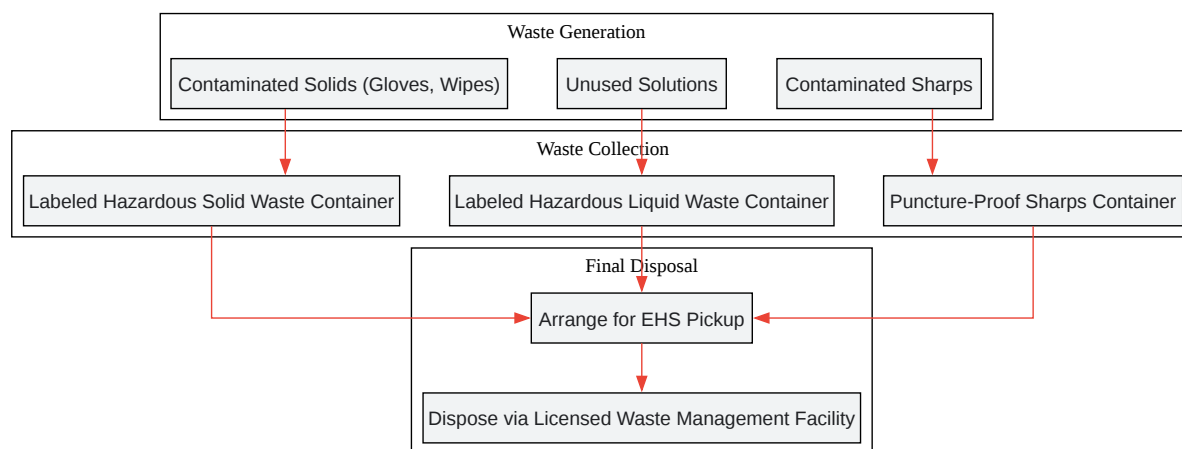 Waste Generation
Contaminated Solids (Gloves, Wipes)
Unused Solutions
Contaminated Sharps
Waste Collection
Labeled Hazardous Solid Waste Container
Labeled Hazardous Liquid Waste Container
Puncture-Proof Sharps Container
Final Disposal
Arrange for EHS Pickup
Dispose via Licensed Waste Management Facility